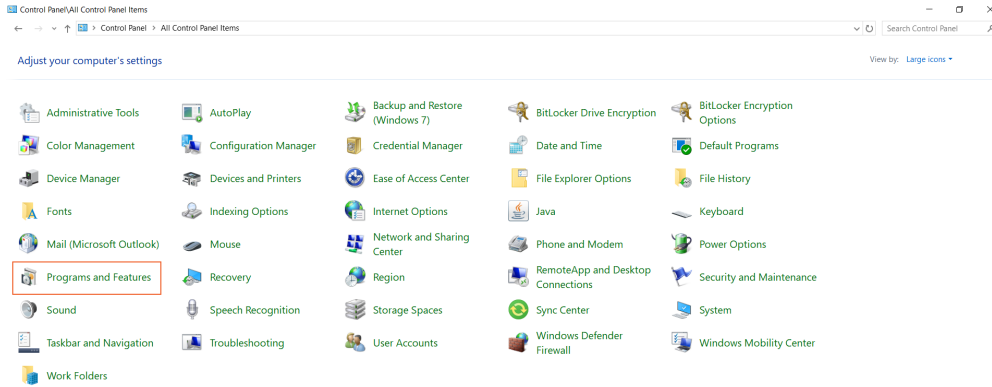 Control Panel\All Control Panel Items
Control Panel > All Control Panel Items
Search Control Panel
Adjust your computer's settings
View by: Large icons
Administrative Tools
AutoPlay
Backup and Restore
(Windows 7)
BitLocker Drive Encryption
BitLocker Encryption
Options
Color Management
Configuration Manager
Credential Manager
Date and Time
Default Programs
Device Manager
Devices and Printers
Ease of Access Center
File Explorer Options
File History
Fonts
Indexing Options
Internet Options
Java
Keyboard
Mail (Microsoft Outlook)
Mouse
Network and Sharing
Center
Phone and Modem
Power Options
Programs and Features
Recovery
Region
RemoteApp and Desktop
Connections
Security and Maintenance
Sound
Speech Recognition
Storage Spaces
Sync Center
System
Taskbar and Navigation
Troubleshooting
User Accounts
Windows Defender
Firewall
Windows Mobility Center
Work Folders